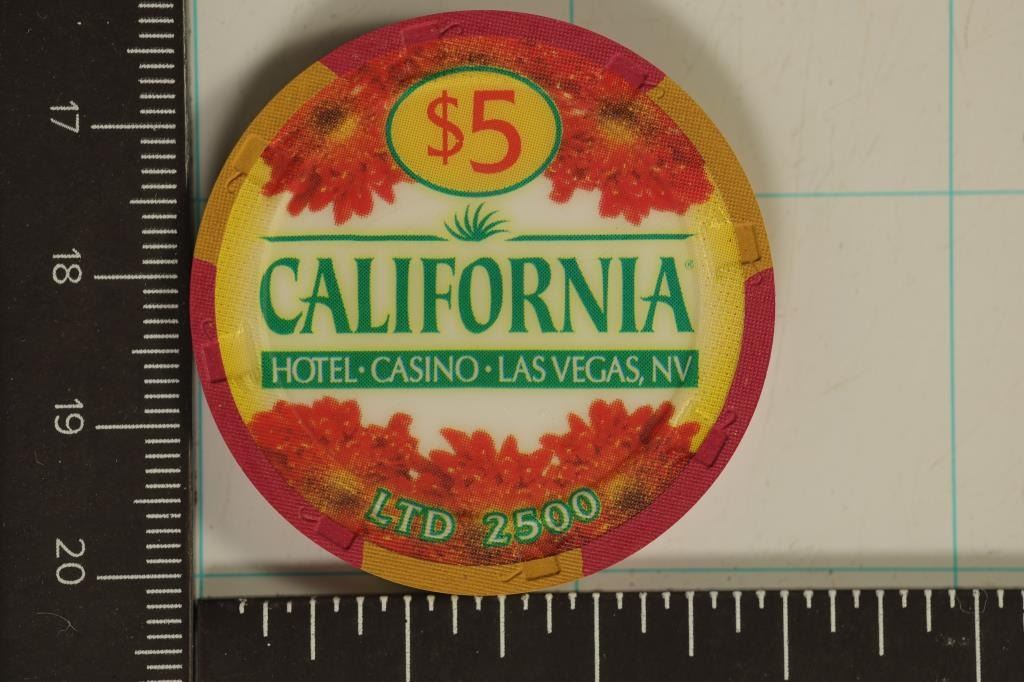 $5
CALIFORNIA®
HOTEL · CASINO · LAS VEGAS, NV
LTD 2500
17
18
19
20